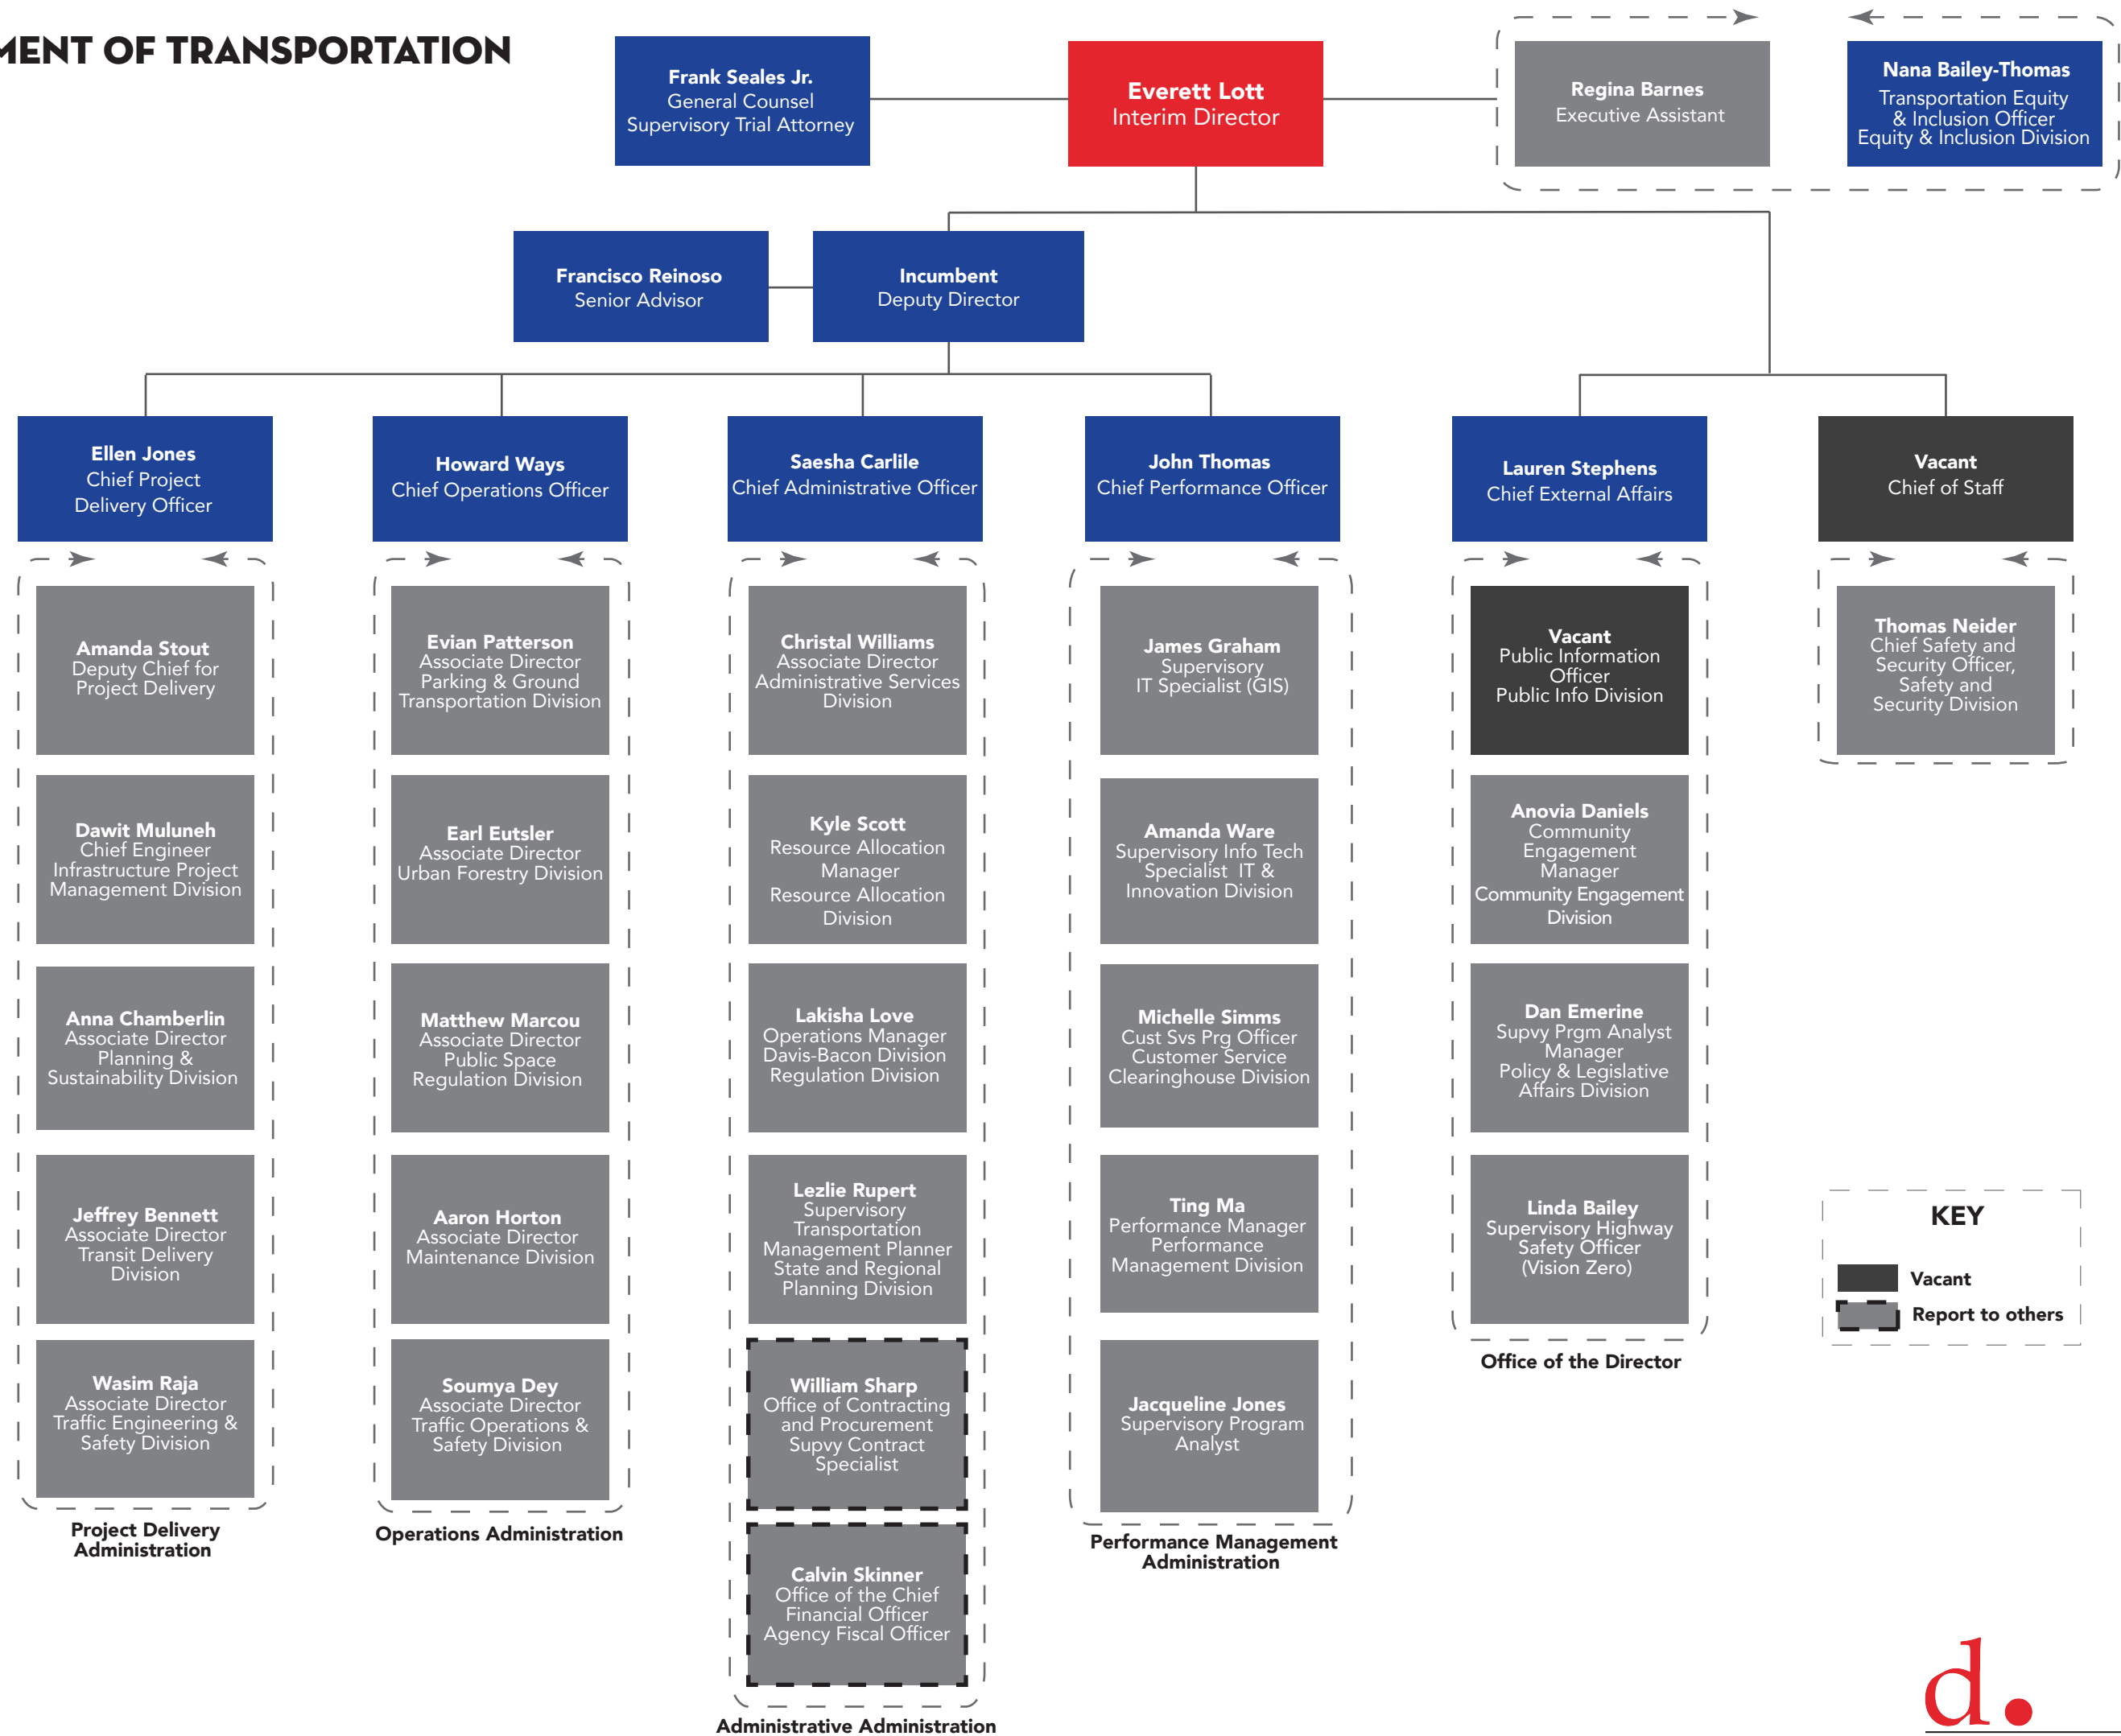 MENT OF TRANSPORTATION
Frank Seales Jr.
General Counsel
Supervisory Trial Attorney
Everett Lott
Interim Director
Regina Barnes
Executive Assistant
Nana Bailey-Thomas
Transportation Equity
& Inclusion Officer
Equity & Inclusion Division
Francisco Reinoso
Senior Advisor
Incumbent
Deputy Director
Ellen Jones
Chief Project
Delivery Officer
Howard Ways
Chief Operations Officer
Saesha Carlile
Chief Administrative Officer
John Thomas
Chief Performance Officer
Lauren Stephens
Chief External Affairs
Vacant
Chief of Staff
Amanda Stout
Deputy Chief for
Project Delivery
Dawit Muluneh
Chief Engineer
Infrastructure Project
Management Division
Anna Chamberlin
Associate Director
Planning &
Sustainability Division
Jeffrey Bennett
Associate Director
Transit Delivery
Division
Wasim Raja
Associate Director
Traffic Engineering &
Safety Division
Project Delivery
Administration
Evian Patterson
Associate Director
Parking & Ground
Transportation Division
Earl Eutsler
Associate Director
Urban Forestry Division
Matthew Marcou
Associate Director
Public Space
Regulation Division
Aaron Horton
Associate Director
Maintenance Division
Soumya Dey
Associate Director
Traffic Operations &
Safety Division
Operations Administration
Christal Williams
Associate Director
Administrative Services
Division
Kyle Scott
Resource Allocation
Manager
Resource Allocation
Division
Lakisha Love
Operations Manager
Davis-Bacon Division
Regulation Division
Lezlie Rupert
Supervisory
Transportation
Management Planner
State and Regional
Planning Division
William Sharp
Office of Contracting
and Procurement
Supvy Contract
Specialist
Calvin Skinner
Office of the Chief
Financial Officer
Agency Fiscal Officer
Administrative Administration
James Graham
Supervisory
IT Specialist (GIS)
Amanda Ware
Supervisory Info Tech
Specialist IT &
Innovation Division
Michelle Simms
Cust Svs Prg Officer
Customer Service
Clearinghouse Division
Ting Ma
Performance Manager
Performance
Management Division
Jacqueline Jones
Supervisory Program
Analyst
Performance Management
Administration
Vacant
Public Information
Officer
Public Info Division
Anovia Daniels
Community
Engagement
Manager
Community Engagement
Division
Dan Emerine
Supvy Prgm Analyst
Manager
Policy & Legislative
Affairs Division
Linda Bailey
Supervisory Highway
Safety Officer
(Vision Zero)
Office of the Director
Thomas Neider
Chief Safety and
Security Officer,
Safety and
Security Division
KEY
Vacant
Report to others
d.